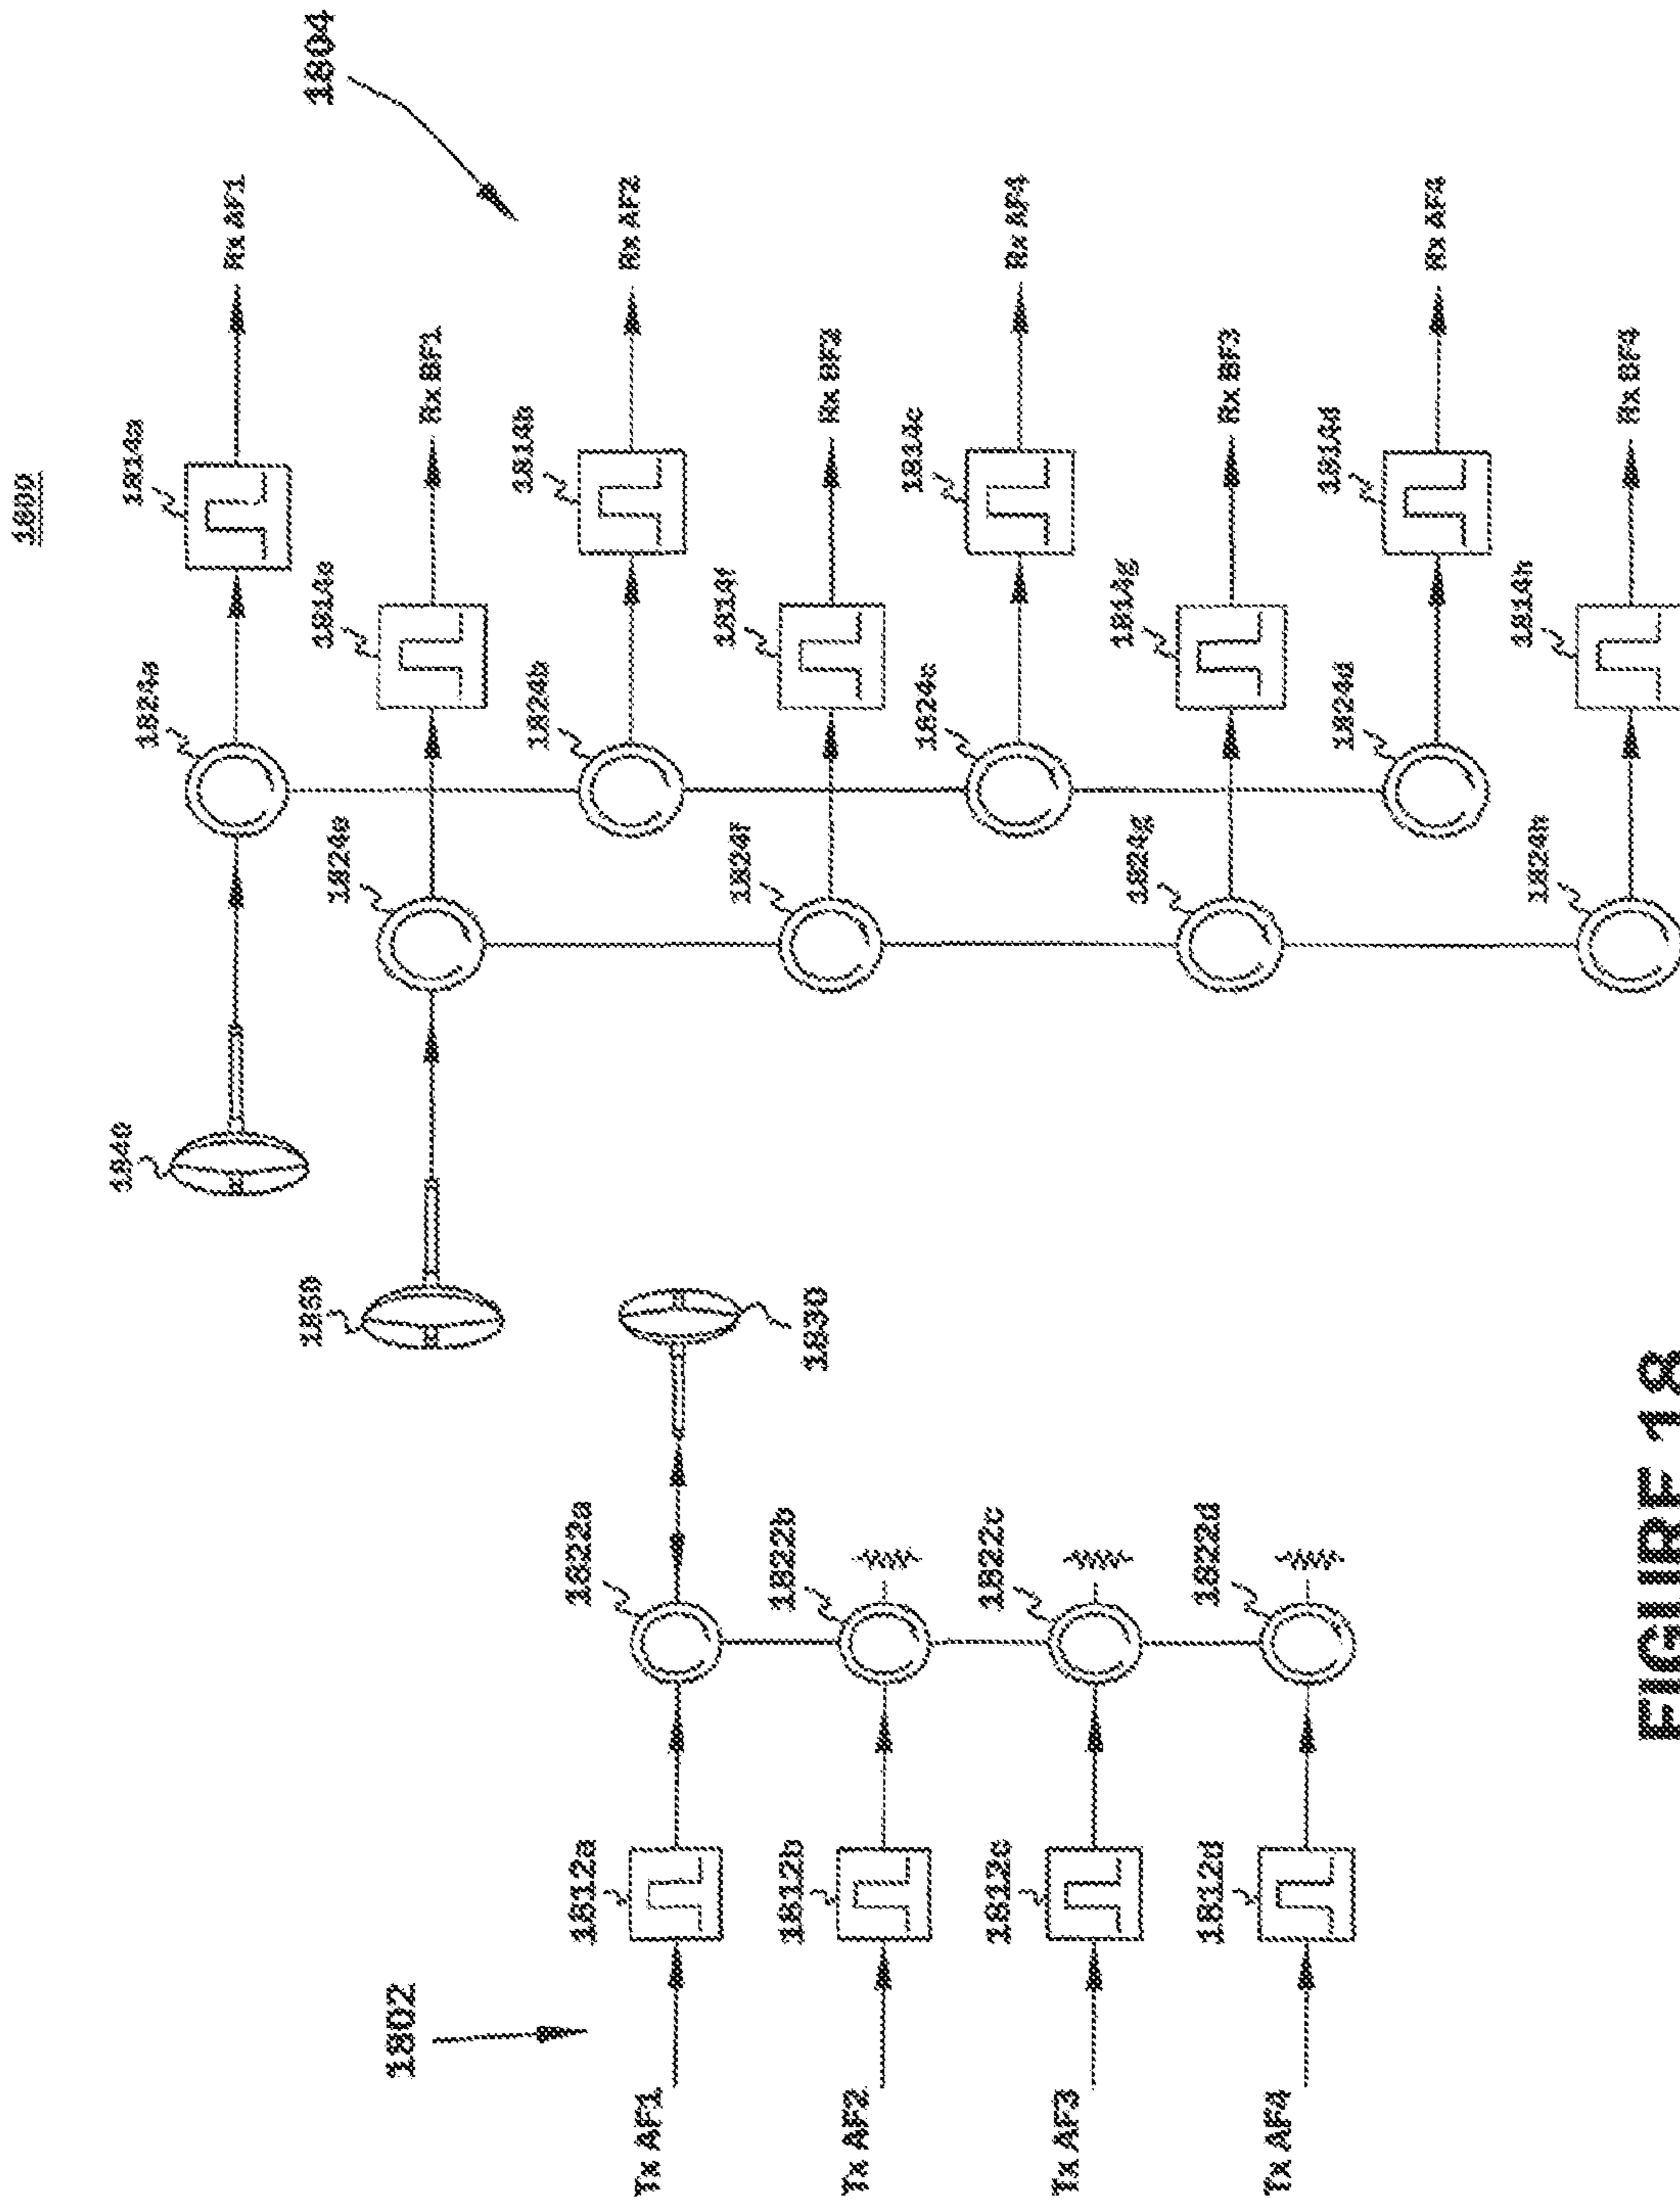 1800
1804
1840
1824a
1814a
Rx AF1
1850
1824e
1814e
Rx BF1
1824b
1814b
Rx AF2
1824f
1814f
Rx BF2
1824c
1814c
Rx AF4
1824g
1814g
Rx BF3
1824d
1814d
Rx AF4
1824h
1814h
Rx BF4
1802
1830
Tx AF1
1812a
1822a
Tx AF2
1812b
1822b
Tx AF3
1812c
1822c
Tx AF4
1812d
1822d
FIGURE 18